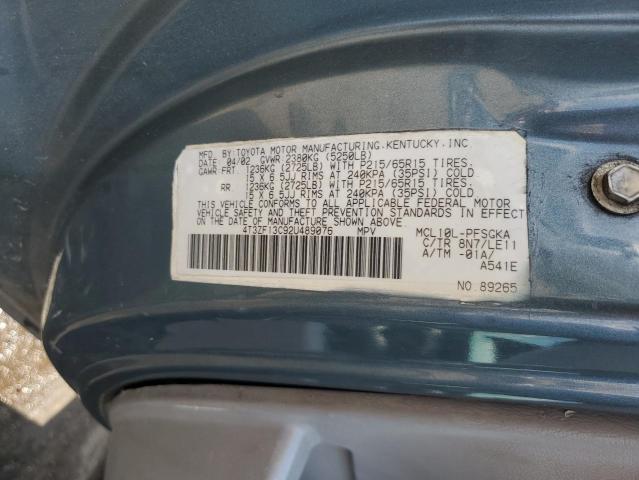 MFD. BY: TOYOTA MOTOR MANUFACTURING, KENTUCKY, INC.
DATE 04/02 GVWR 2380KG (5250LB)
GAWR FRT 1236KG (2725LB) WITH P215/65R15 TIRES,
15 X 6.5JJ RIMS AT 240KPA (35PSI) COLD
RR 1236KG (2725LB) WITH P215/65R15 TIRES,
15 X 6.5JJ RIMS AT 240KPA (35PSI) COLD
THIS VEHICLE CONFORMS TO ALL APPLICABLE FEDERAL MOTOR
VEHICLE SAFETY STANDARDS IN EFFECT ON THE
DATE OF MANUFACTURE SHOWN ABOVE.
4T3ZF13C92U489076 MPV
MCL10L-PFSGKA
C/TR 8N7/LE11
A/TM -01A/
A541E
NO.89265